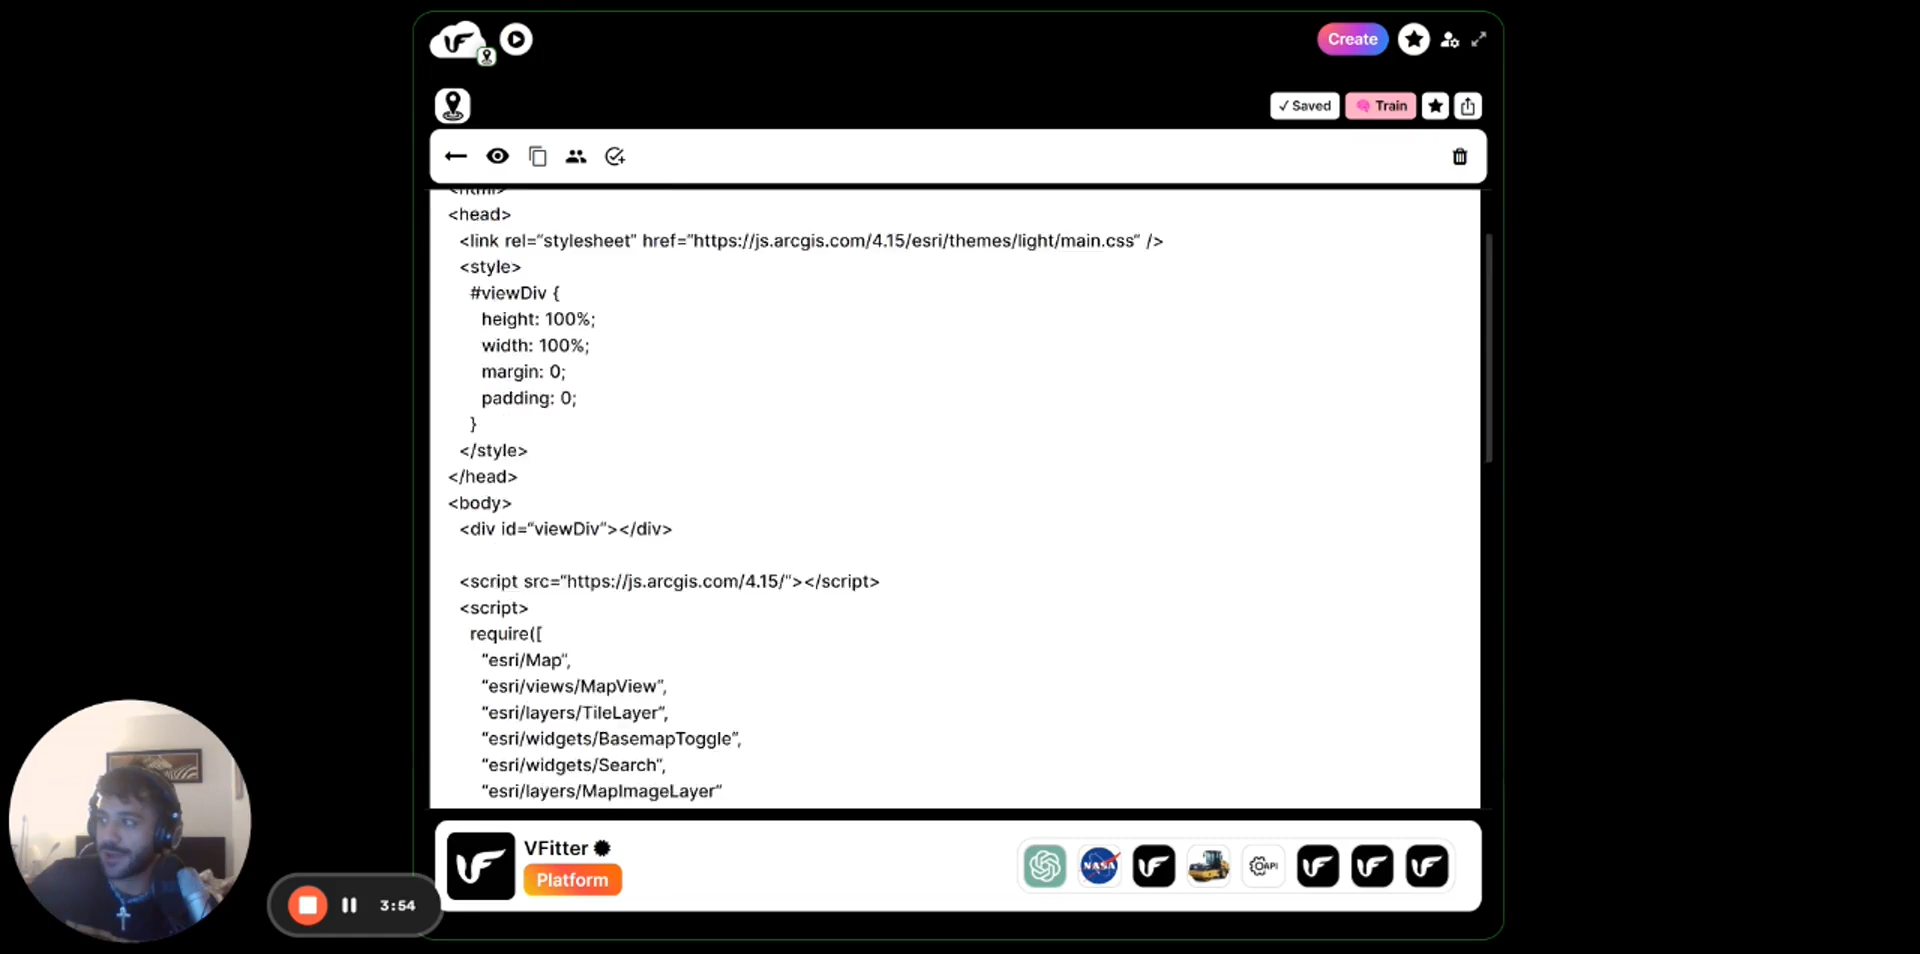 Create
✓ Saved
Train
<html>
<head>
<link rel="stylesheet" href="https://js.arcgis.com/4.15/esri/themes/light/main.css" />
<style>
#viewDiv {
height: 100%;
width: 100%;
margin: 0;
padding: 0;
}
</style>
</head>
<body>
<div id="viewDiv"></div>
<script src="https://js.arcgis.com/4.15/"></script>
<script>
require([
"esri/Map",
"esri/views/MapView",
"esri/layers/TileLayer",
"esri/widgets/BasemapToggle",
"esri/widgets/Search",
"esri/layers/MapImageLayer"
VFitter
Platform
NASA
API
3:54